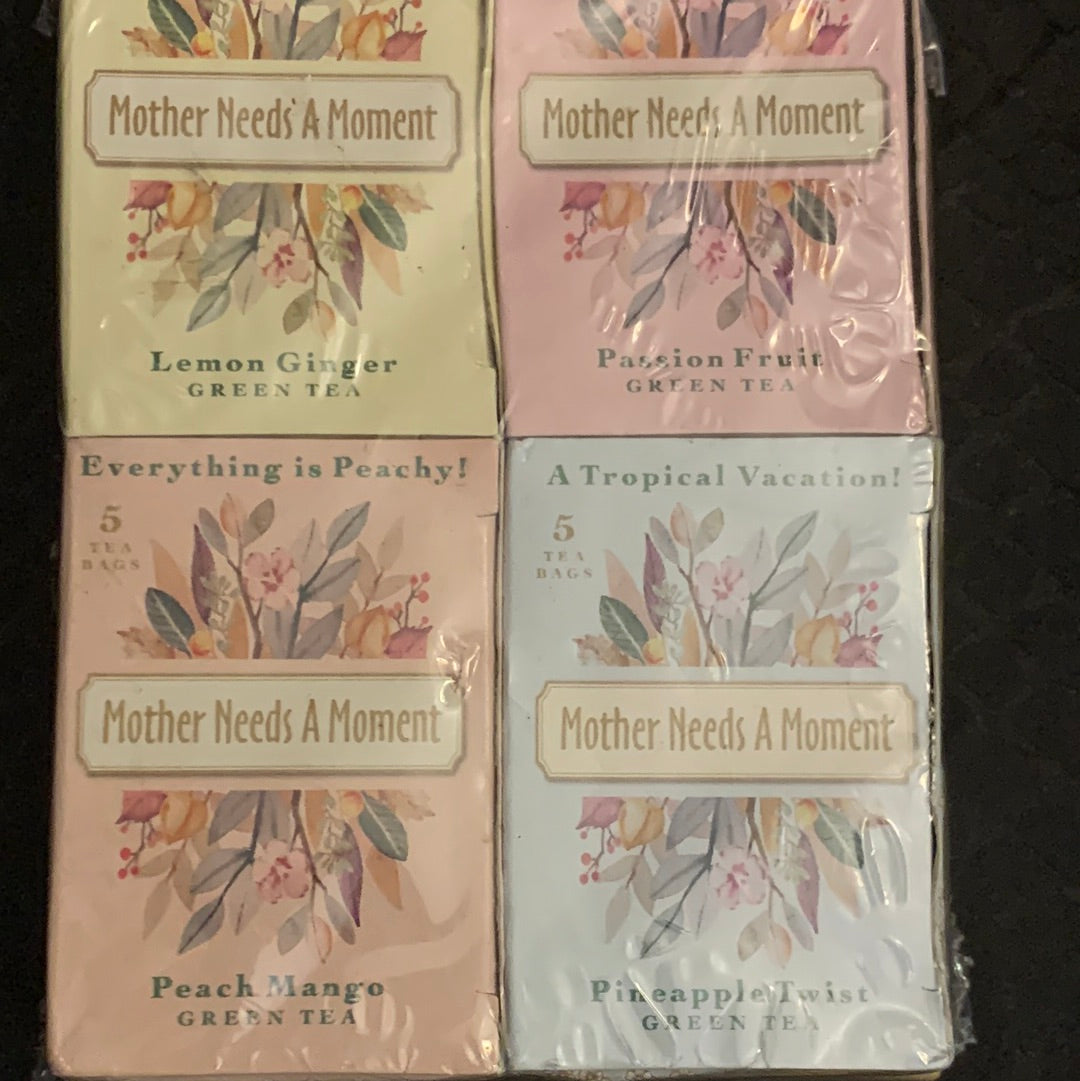 Mother Needs A Moment
Lemon Ginger
GREEN TEA
Mother Needs A Moment
Passion Fruit
GREEN TEA
Everything is Peachy!
5
TEA
BAGS
Mother Needs A Moment
Peach Mango
GREEN TEA
A Tropical Vacation!
5
TEA
BAGS
Mother Needs A Moment
Pineapple Twist
GREEN TEA